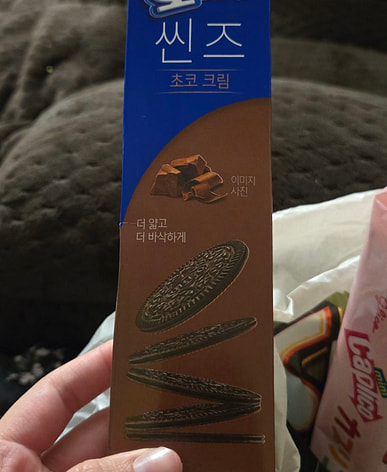 씬즈
초코 크림
이미지
사진
더 얇고
더 바삭하게
Caplico